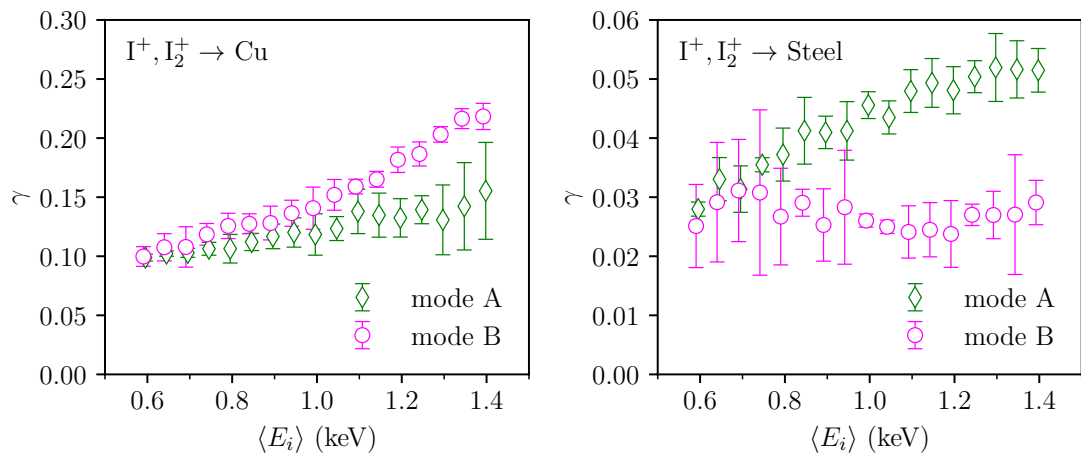 I⁺, I₂⁺ → Cu
γ
0.30
0.25
0.20
0.15
0.10
0.05
0.00
mode A
mode B
0.6 0.8 1.0 1.2 1.4
⟨Eᵢ⟩ (keV)
I⁺, I₂⁺ → Steel
γ
0.06
0.05
0.04
0.03
0.02
0.01
0.00
mode A
mode B
0.6 0.8 1.0 1.2 1.4
⟨Eᵢ⟩ (keV)